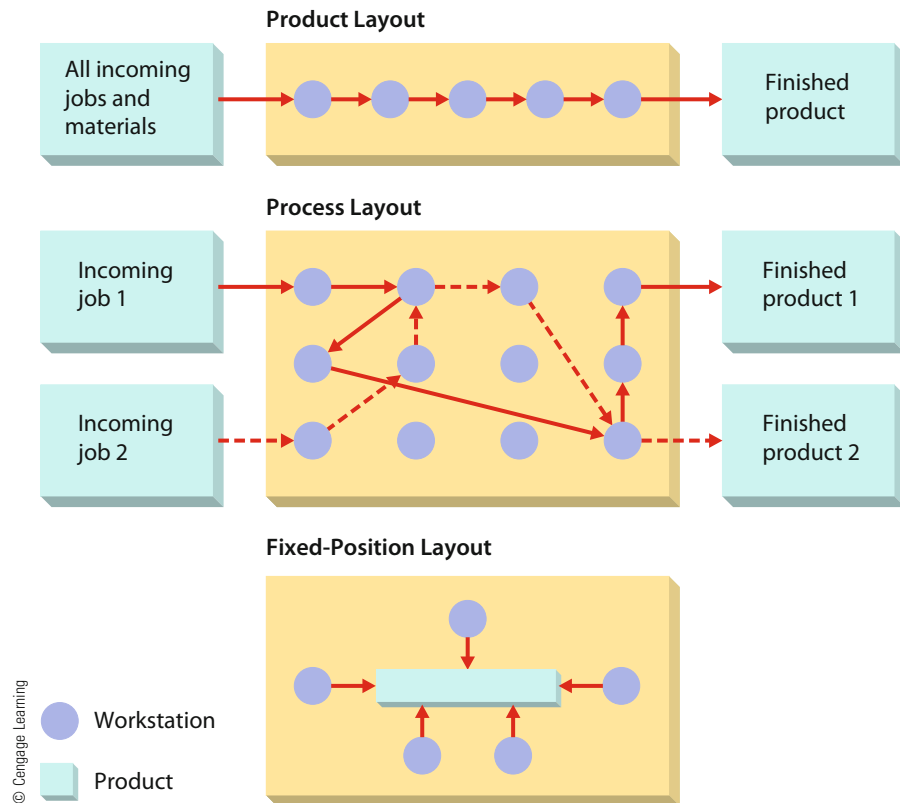 Product Layout
All incoming
jobs and
materials
Finished
product
Process Layout
Incoming
job 1
Finished
product 1
Incoming
job 2
Finished
product 2
Fixed-Position Layout
Workstation
Product
© Cengage Learning